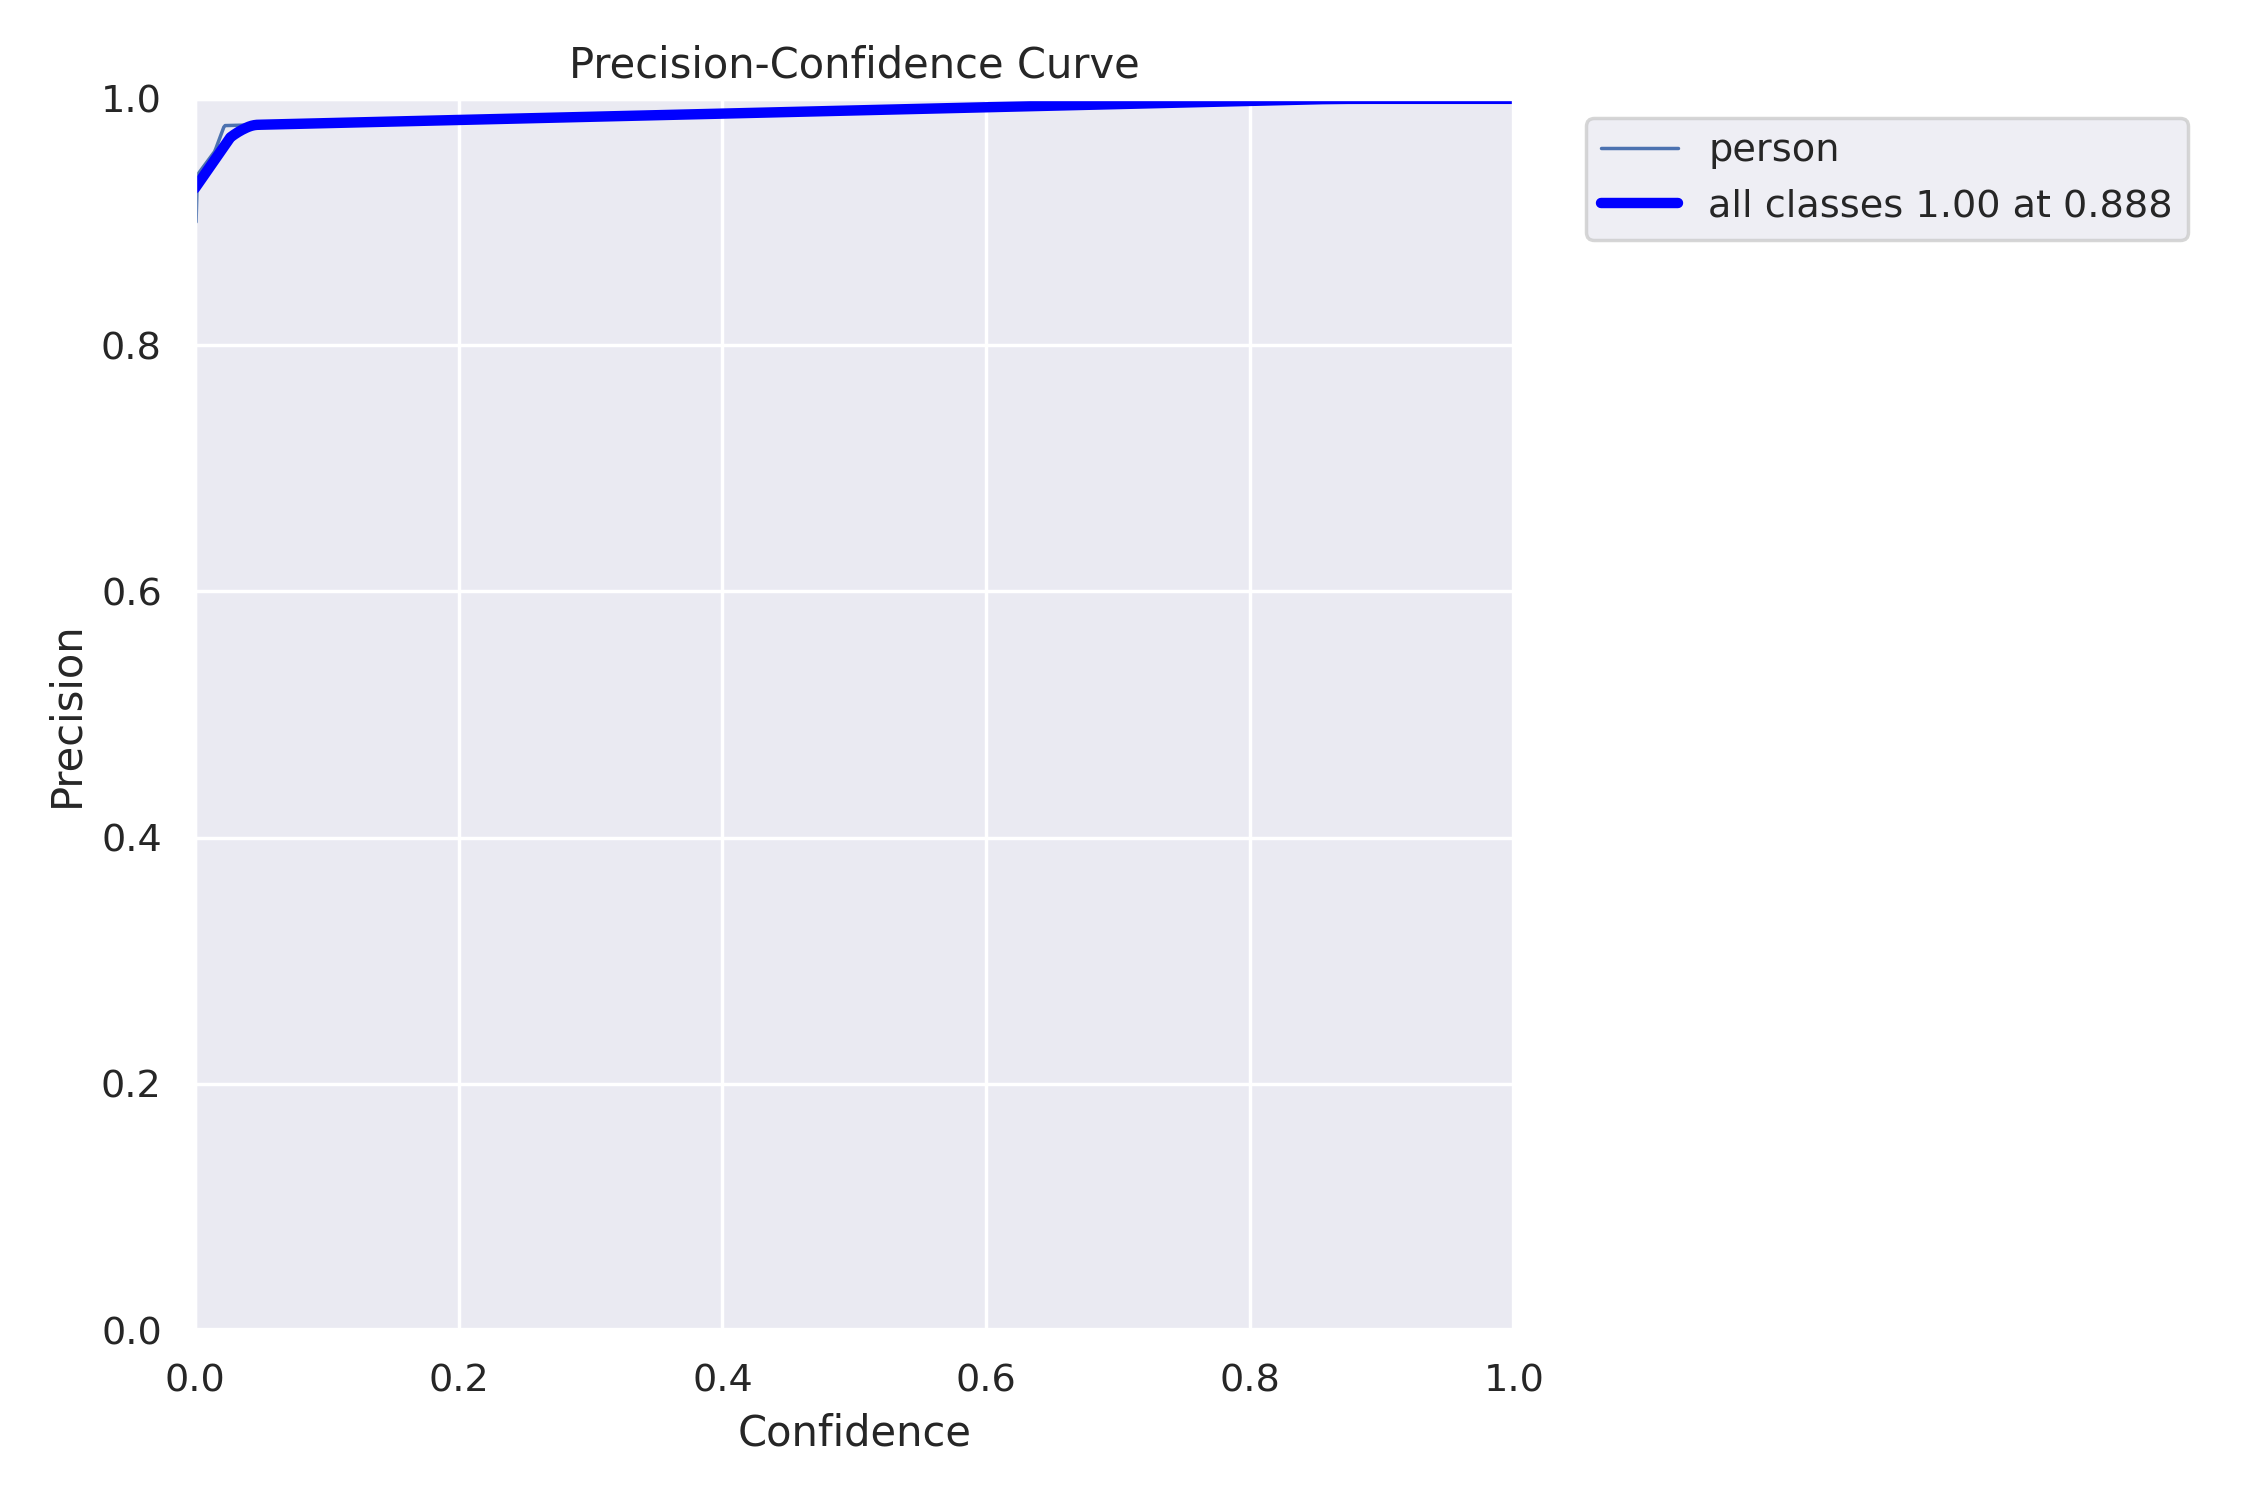 Precision-Confidence Curve
1.0
0.8
0.6
0.4
0.2
0.0
Precision
0.0 0.2 0.4 0.6 0.8 1.0
Confidence
person
all classes 1.00 at 0.888